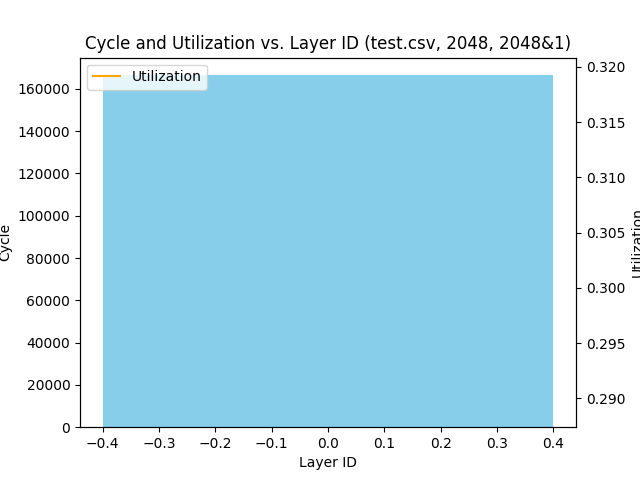 Cycle and Utilization vs. Layer ID (test.csv, 2048, 2048&1)
Utilization
160000
140000
120000
100000
80000
60000
40000
20000
0
Cycle
0.320
0.315
0.310
0.305
0.300
0.295
0.290
Utilization
−0.4 −0.3 −0.2 −0.1 0.0 0.1 0.2 0.3 0.4
Layer ID